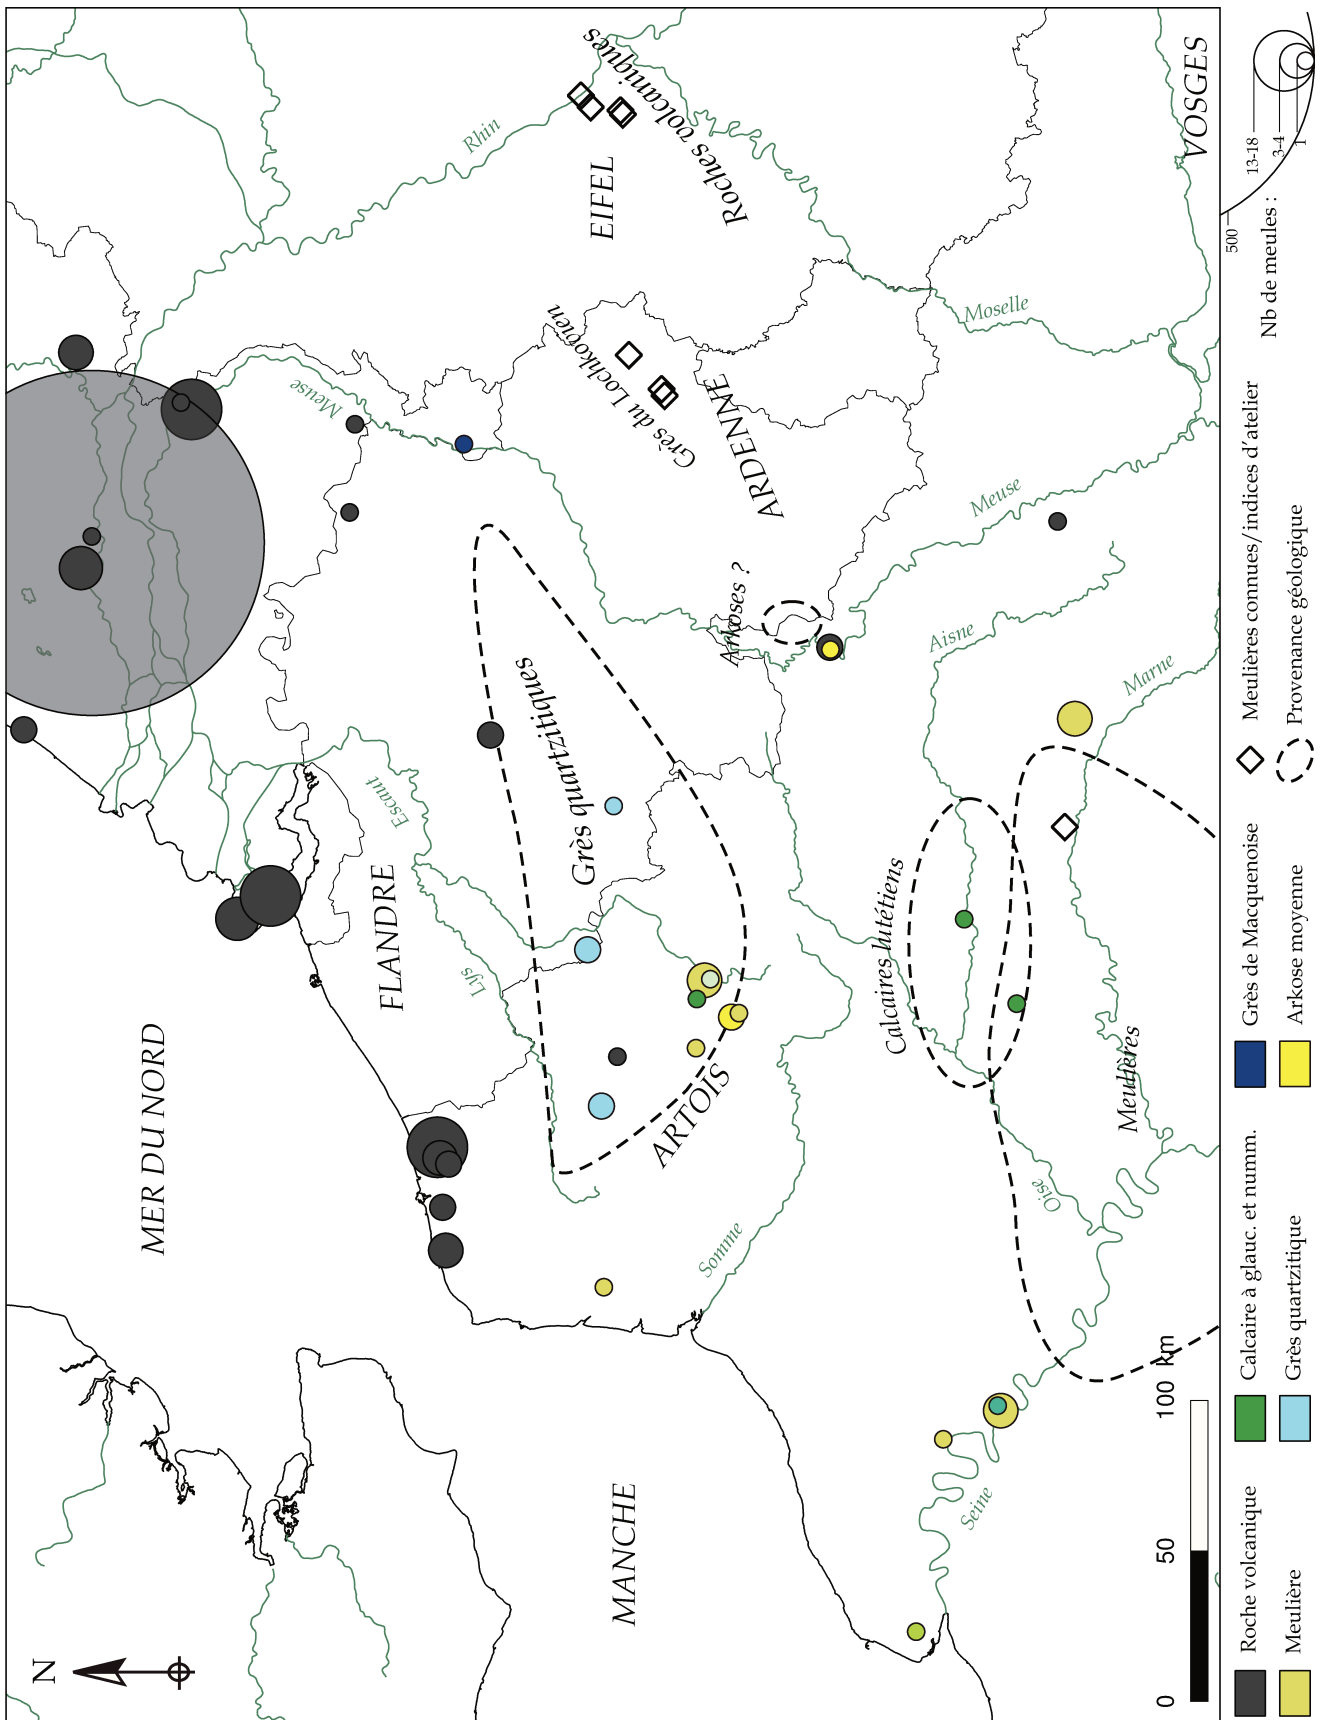 N
MER DU NORD
MANCHE
FLANDRE
ARTOIS
ARDENNE
EIFEL
VOSGES
Rhin
Meuse
Escaut
Lys
Somme
Moselle
Meuse
Aisne
Marne
Oise
Seine
Roches volcaniques
Grès du Lochkovien
Grès quartzitiques
Arkoses ?
Calcaires lutétiens
Meulières
0
50
100 km
Roche volcanique
Meulière
Calcaire à glauc. et numm.
Grès quartzitique
Grès de Macquenoise
Arkose moyenne
Meulières connues/indices d'atelier
Provenance géologique
Nb de meules :
500
13-18
3-4
1